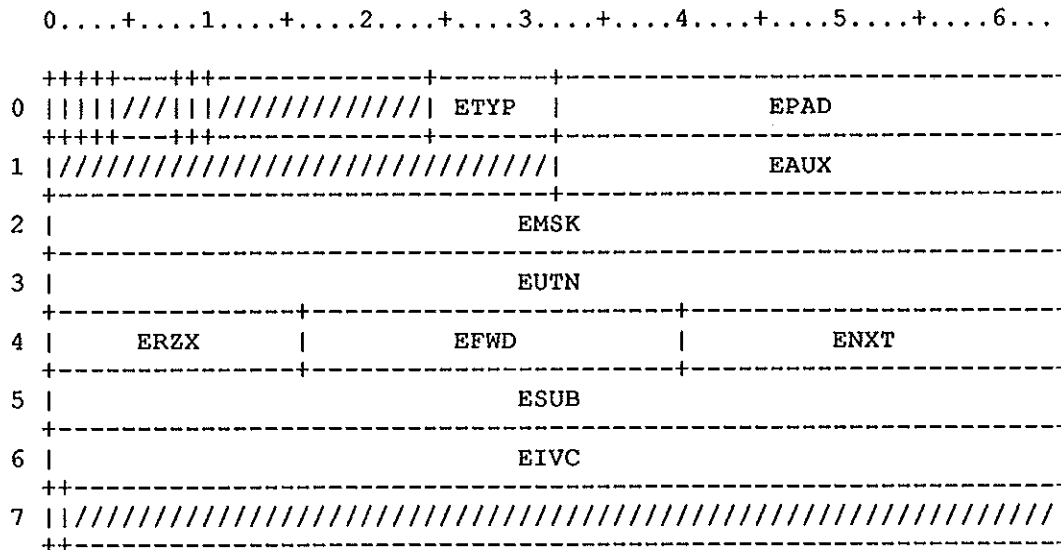 0....+....1....+....2....+....3....+....4....+....5....+....6...
+++++---+++-------------+-------+-------------------------------
0 |||||///|||/////////////| ETYP | EPAD
+++++---+++-------------+-------+-------------------------------
1 |///////////////////////////////| EAUX
+-------------------------------+-------------------------------
2 | EMSK
+---------------------------------------------------------------
3 | EUTN
+---------------+-----------------------+-----------------------
4 | ERZX | EFWD | ENXT
+---------------+-----------------------+-----------------------
5 | ESUB
+---------------------------------------------------------------
6 | EIVC
++--------------------------------------------------------------
7 ||//////////////////////////////////////////////////////////////
++--------------------------------------------------------------